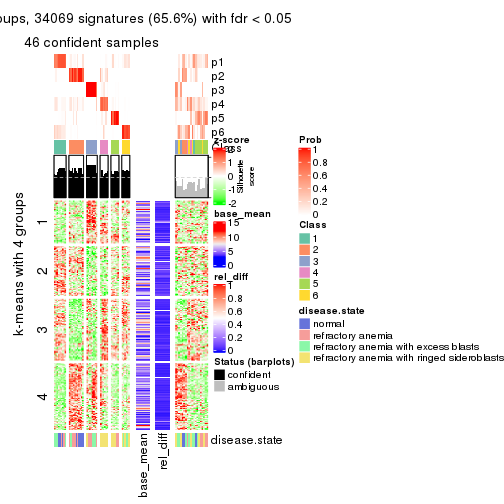 oups, 34069 signatures (65.6%) with fdr < 0.05
46 confident samples
p1
p2
p3
p4
p5
p6
z-score
Class
2
1
0
-1
-2
Silhouette
score
base_mean
15
10
5
0
rel_diff
1
0.8
0.6
0.4
0.2
0
Status (barplots)
confident
ambiguous
Prob
1
0.8
0.6
0.4
0.2
0
Class
1
2
3
4
5
6
disease.state
normal
refractory anemia
refractory anemia with excess blasts
refractory anemia with ringed sideroblasts
k-means with 4 groups
1
2
3
4
disease.state
base_mean
rel_diff